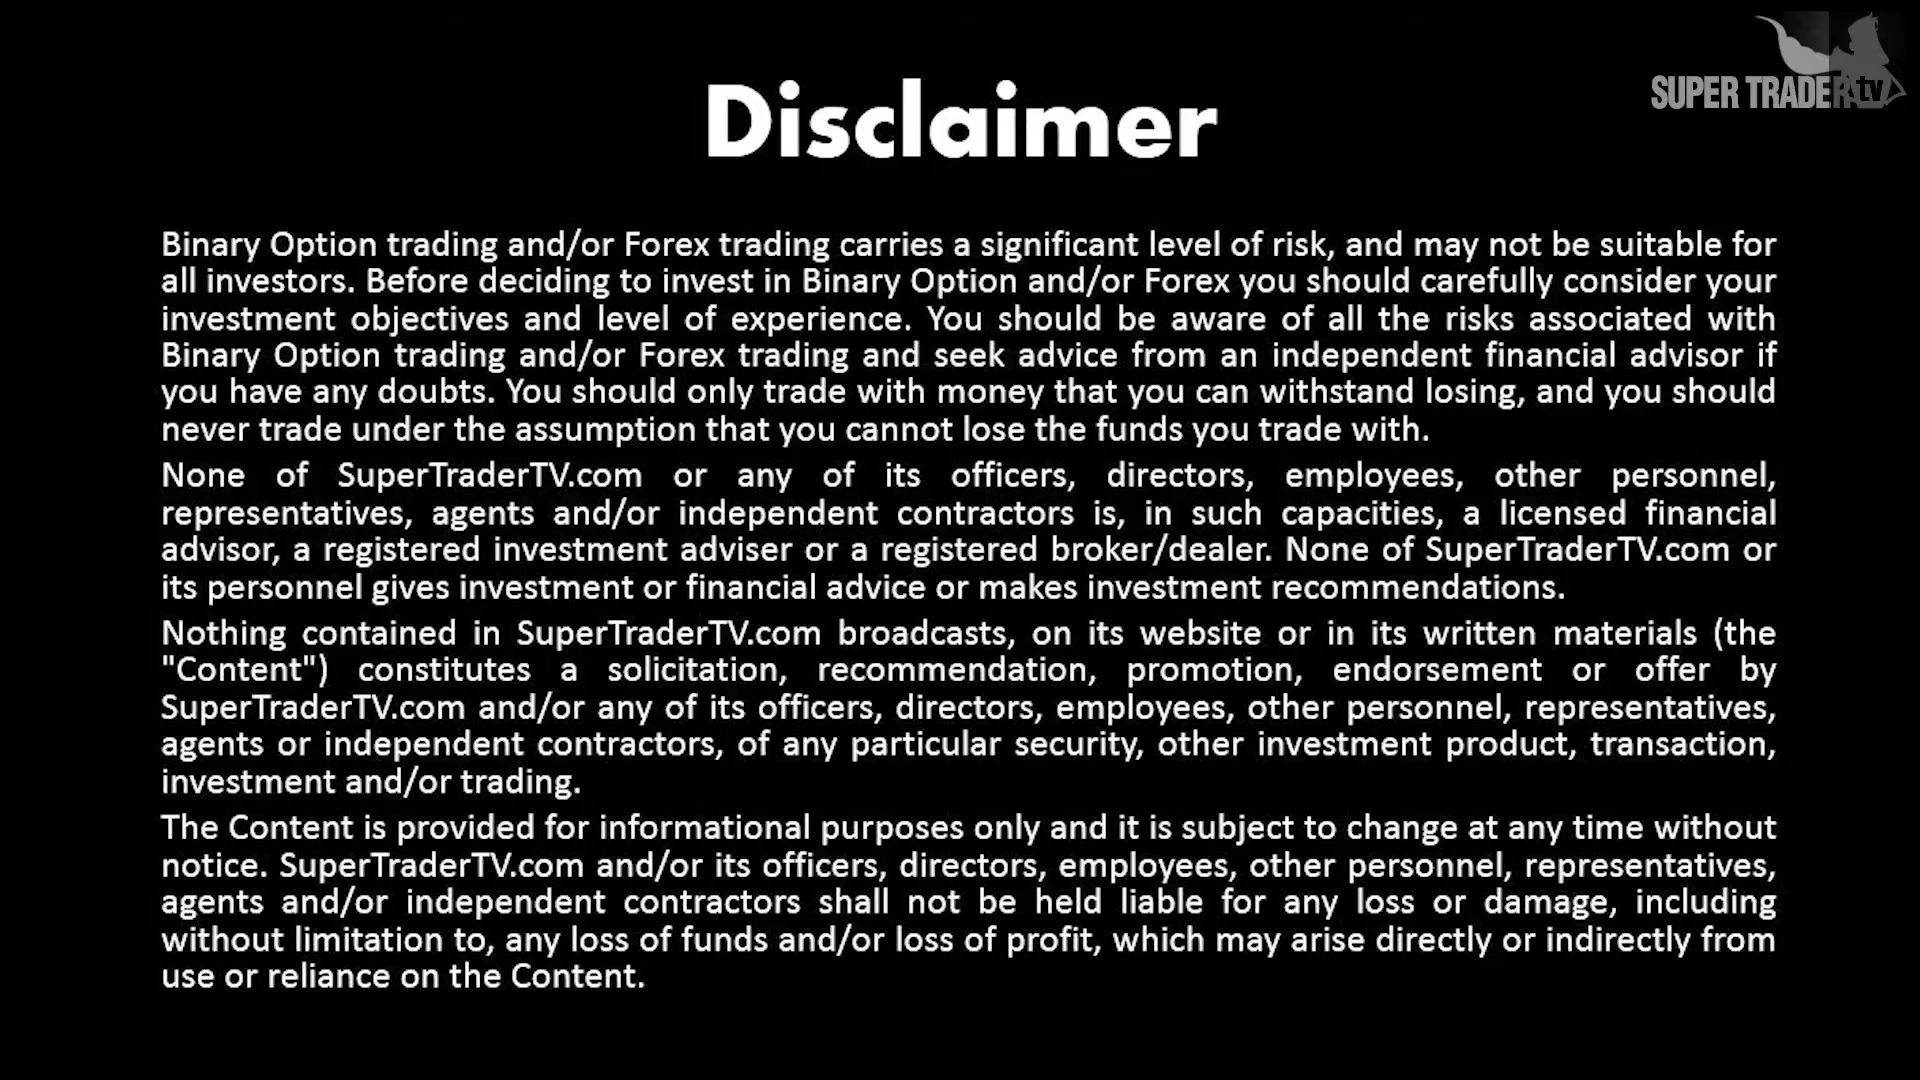 SUPER TRADER.tv
Disclaimer
Binary Option trading and/or Forex trading carries a significant level of risk, and may not be suitable for
all investors. Before deciding to invest in Binary Option and/or Forex you should carefully consider your
investment objectives and level of experience. You should be aware of all the risks associated with
Binary Option trading and/or Forex trading and seek advice from an independent financial advisor if
you have any doubts. You should only trade with money that you can withstand losing, and you should
never trade under the assumption that you cannot lose the funds you trade with.
None of SuperTraderTV.com or any of its officers, directors, employees, other personnel,
representatives, agents and/or independent contractors is, in such capacities, a licensed financial
advisor, a registered investment adviser or a registered broker/dealer. None of SuperTraderTV.com or
its personnel gives investment or financial advice or makes investment recommendations.
Nothing contained in SuperTraderTV.com broadcasts, on its website or in its written materials (the
"Content") constitutes a solicitation, recommendation, promotion, endorsement or offer by
SuperTraderTV.com and/or any of its officers, directors, employees, other personnel, representatives,
agents or independent contractors, of any particular security, other investment product, transaction,
investment and/or trading.
The Content is provided for informational purposes only and it is subject to change at any time without
notice. SuperTraderTV.com and/or its officers, directors, employees, other personnel, representatives,
agents and/or independent contractors shall not be held liable for any loss or damage, including
without limitation to, any loss of funds and/or loss of profit, which may arise directly or indirectly from
use or reliance on the Content.